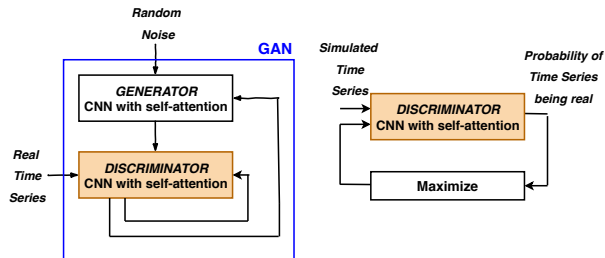 Random
Noise
GAN
GENERATOR
CNN with self-attention
Real
Time
Series
DISCRIMINATOR
CNN with self-attention
Simulated
Time
Series
Probability of
Time Series
being real
DISCRIMINATOR
CNN with self-attention
Maximize